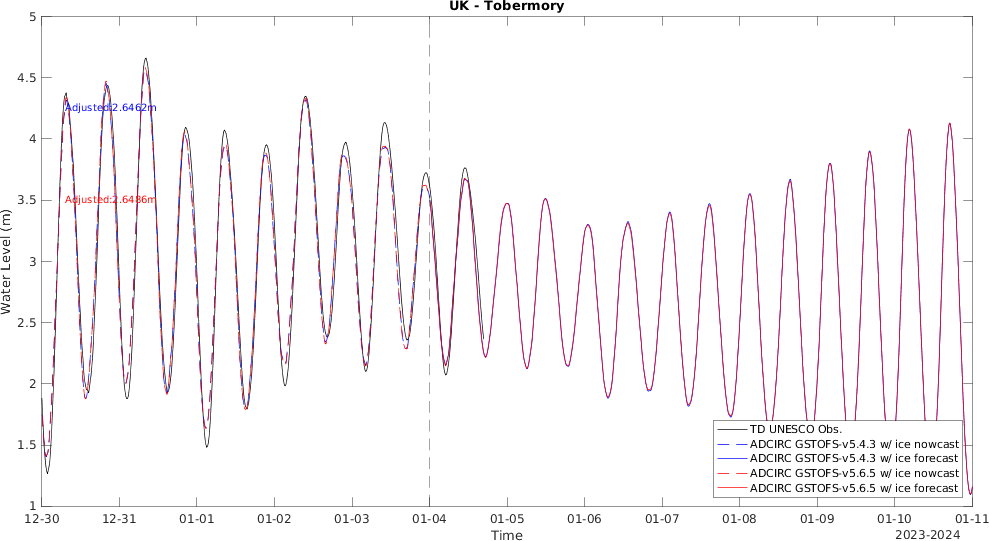 UK - Tobermory
5
4.5
4
3.5
3
2.5
2
1.5
1
Water Level (m)
Adjusted:2.6462m
Adjusted:2.6486m
TD UNESCO Obs.
ADCIRC GSTOFS-v5.4.3 w/ ice nowcast
ADCIRC GSTOFS-v5.4.3 w/ ice forecast
ADCIRC GSTOFS-v5.6.5 w/ ice nowcast
ADCIRC GSTOFS-v5.6.5 w/ ice forecast
12-30 12-31 01-01 01-02 01-03 01-04 01-05 01-06 01-07 01-08 01-09 01-10 01-11
Time
2023-2024